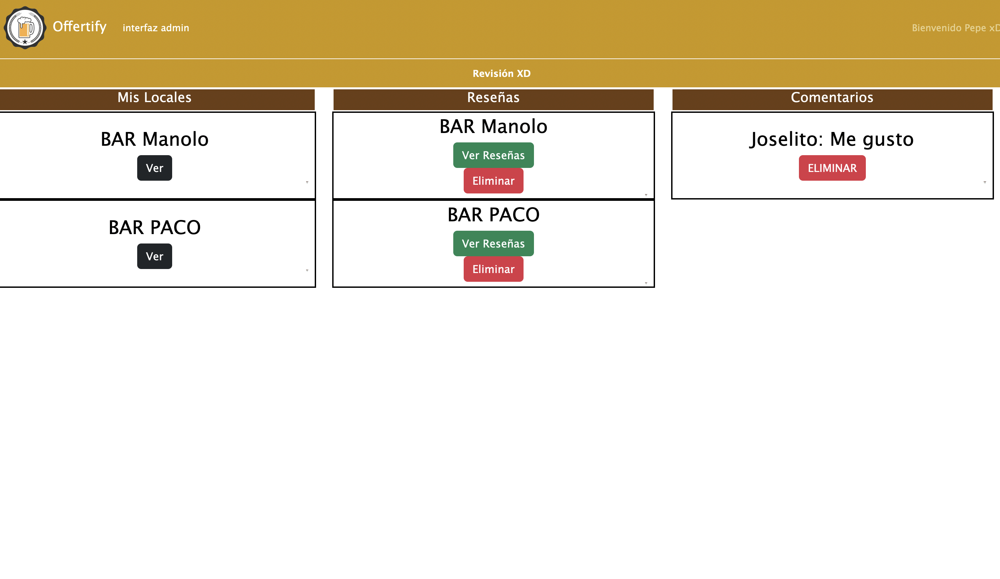 Offertify
interfaz admin
Bienvenido Pepe xD
Revisión XD
Mis Locales
BAR Manolo
Ver
BAR PACO
Ver
Reseñas
BAR Manolo
Ver Reseñas
Eliminar
BAR PACO
Ver Reseñas
Eliminar
Comentarios
Joselito: Me gusto
ELIMINAR